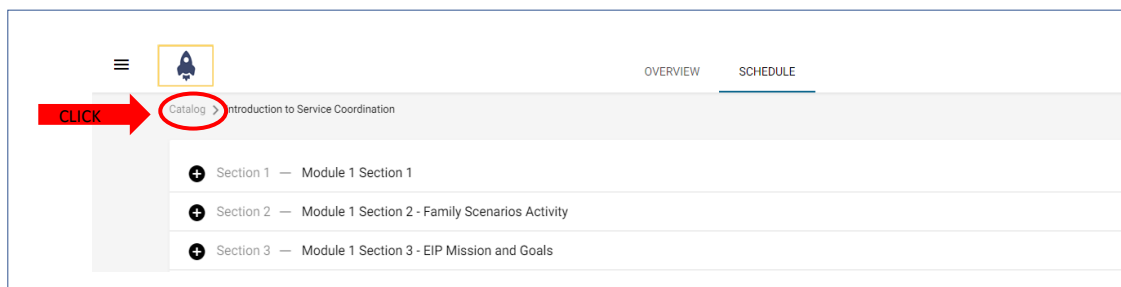 OVERVIEW SCHEDULE
CLICK
Catalog > Introduction to Service Coordination
Section 1 — Module 1 Section 1
Section 2 — Module 1 Section 2 - Family Scenarios Activity
Section 3 — Module 1 Section 3 - EIP Mission and Goals